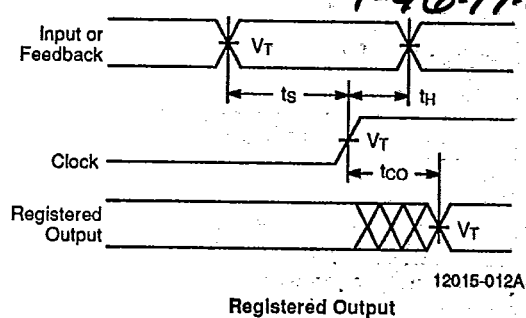 Input or
Feedback
VT
tS
tH
Clock
VT
tCO
Registered
Output
VT
12015-012A
Registered Output